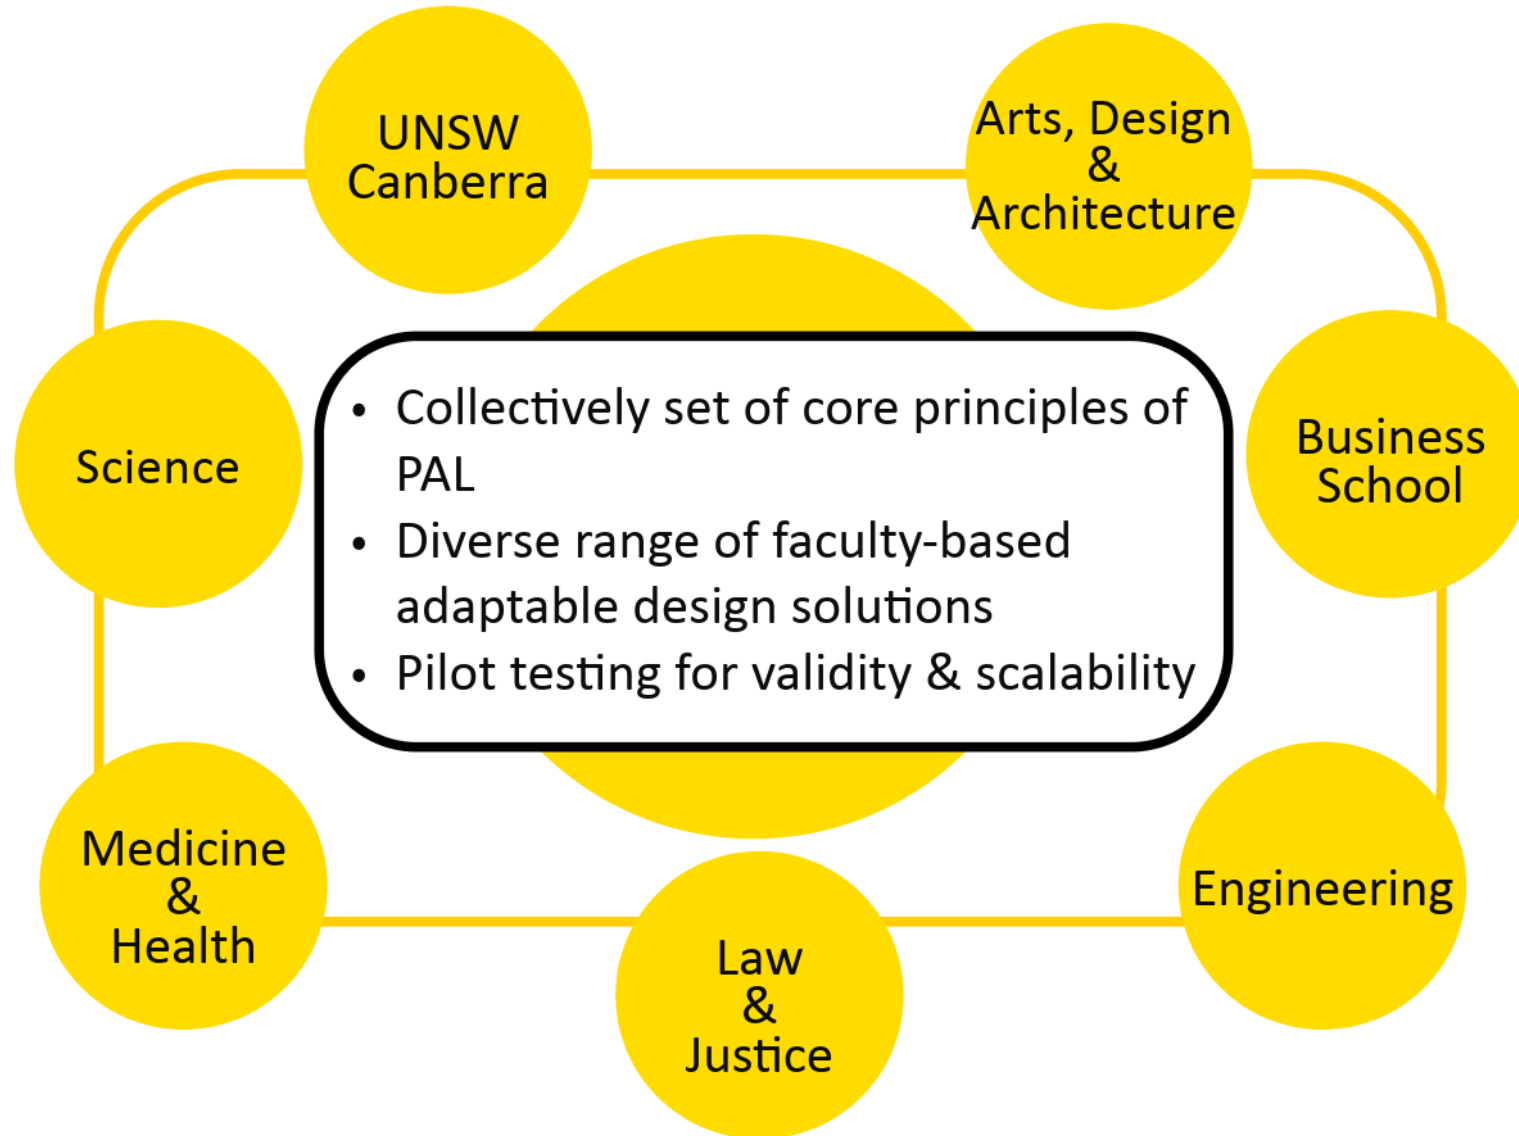 UNSW
Canberra
Arts, Design
&
Architecture
Science
• Collectively set of core principles of
PAL
• Diverse range of faculty-based
adaptable design solutions
• Pilot testing for validity & scalability
Business
School
Medicine
&
Health
Law
&
Justice
Engineering